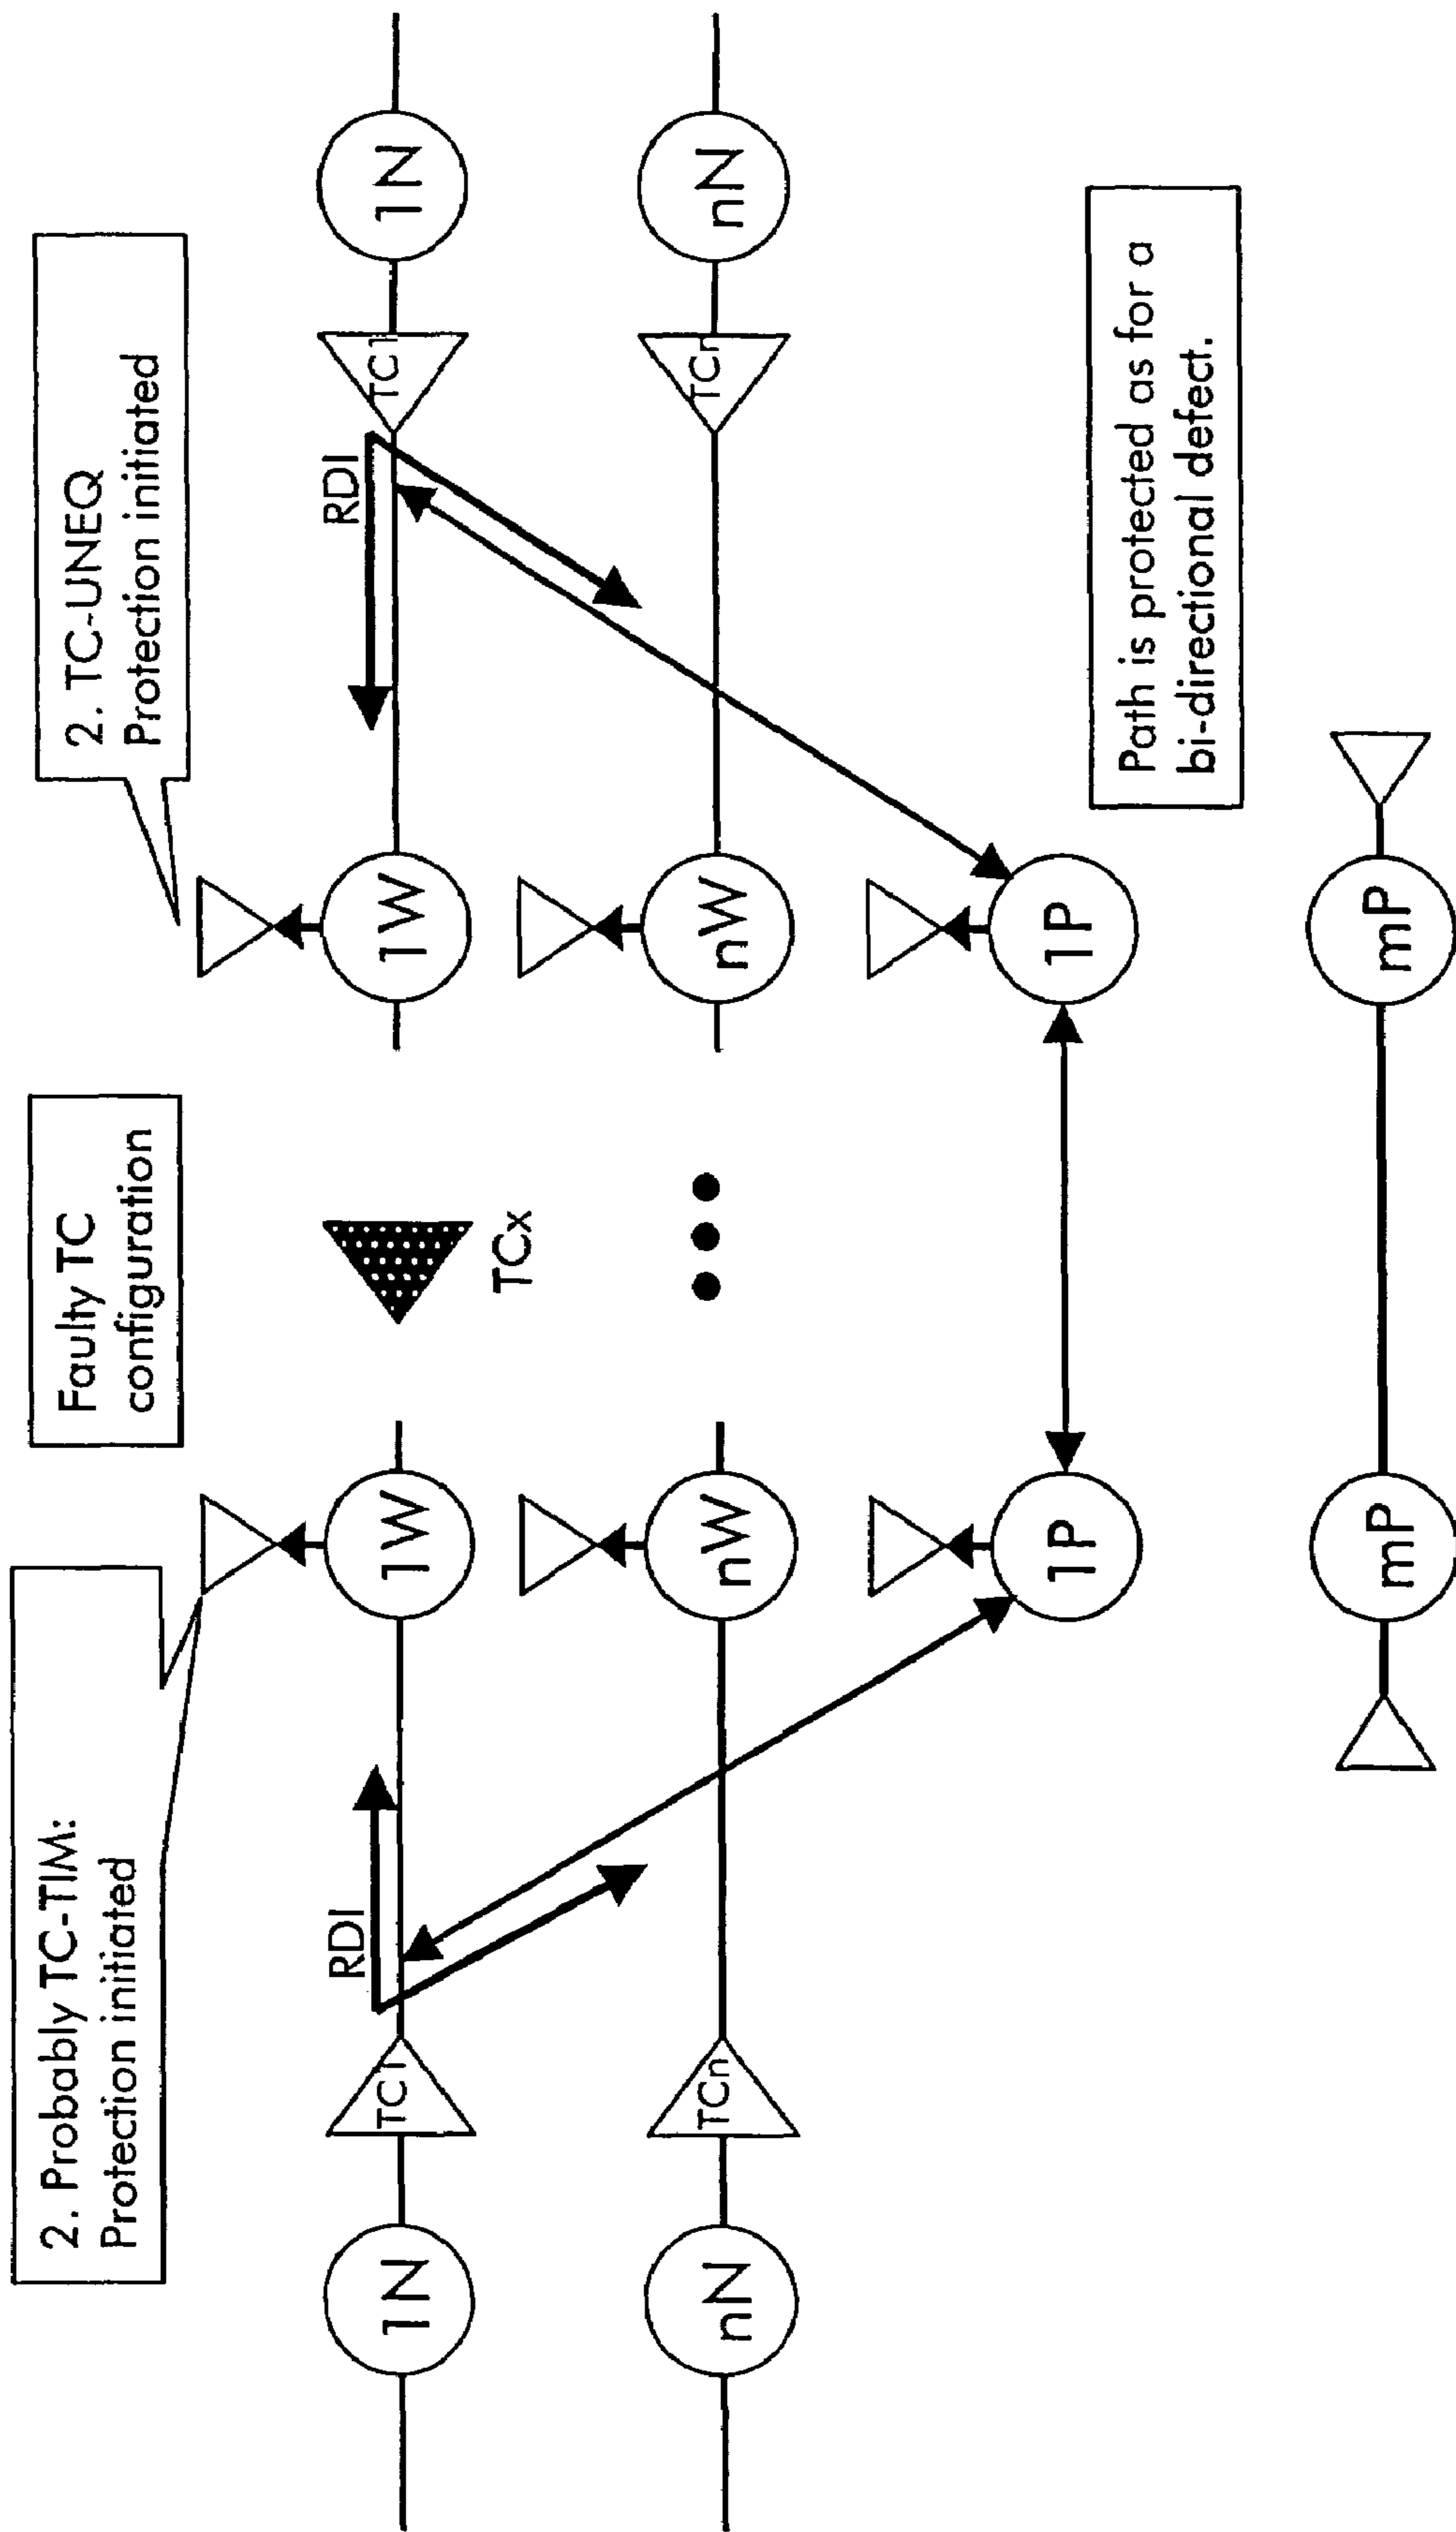 2. Probably TC-TIM:
Protection initiated
Faulty TC
configuration
2. TC-UNEQ
Protection initiated
1N
TC1
RDI
1W
TCx
1W
RDI
TC1
1N
nN
TCn
nW
nW
TCn
nN
1P
1P
Path is protected as for a
bi-directional defect.
mP
mP